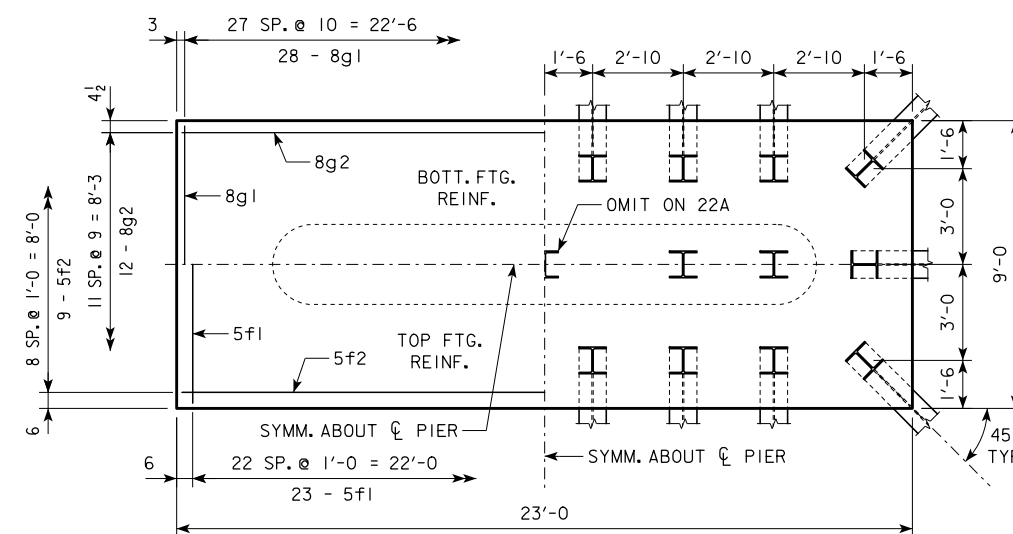 3
27 SP. @ 10 = 22'-6
28 - 8g1
1'-6
2'-10
2'-10
2'-10
1'-6
4 1/2
8g2
8g1
BOTT. FTG.
REINF.
OMIT ON 22A
1'-6
3'-0
9'-0
3'-0
1'-6
8 SP. @ 1'-0 = 8'-0
9 - 5f2
11 SP. @ 9 = 8'-3
12 - 8g2
5f1
TOP FTG.
REINF.
5f2
6
SYMM. ABOUT ℄ PIER
SYMM. ABOUT ℄ PIER
45
6
22 SP. @ 1'-0 = 22'-0
23 - 5f1
23'-0